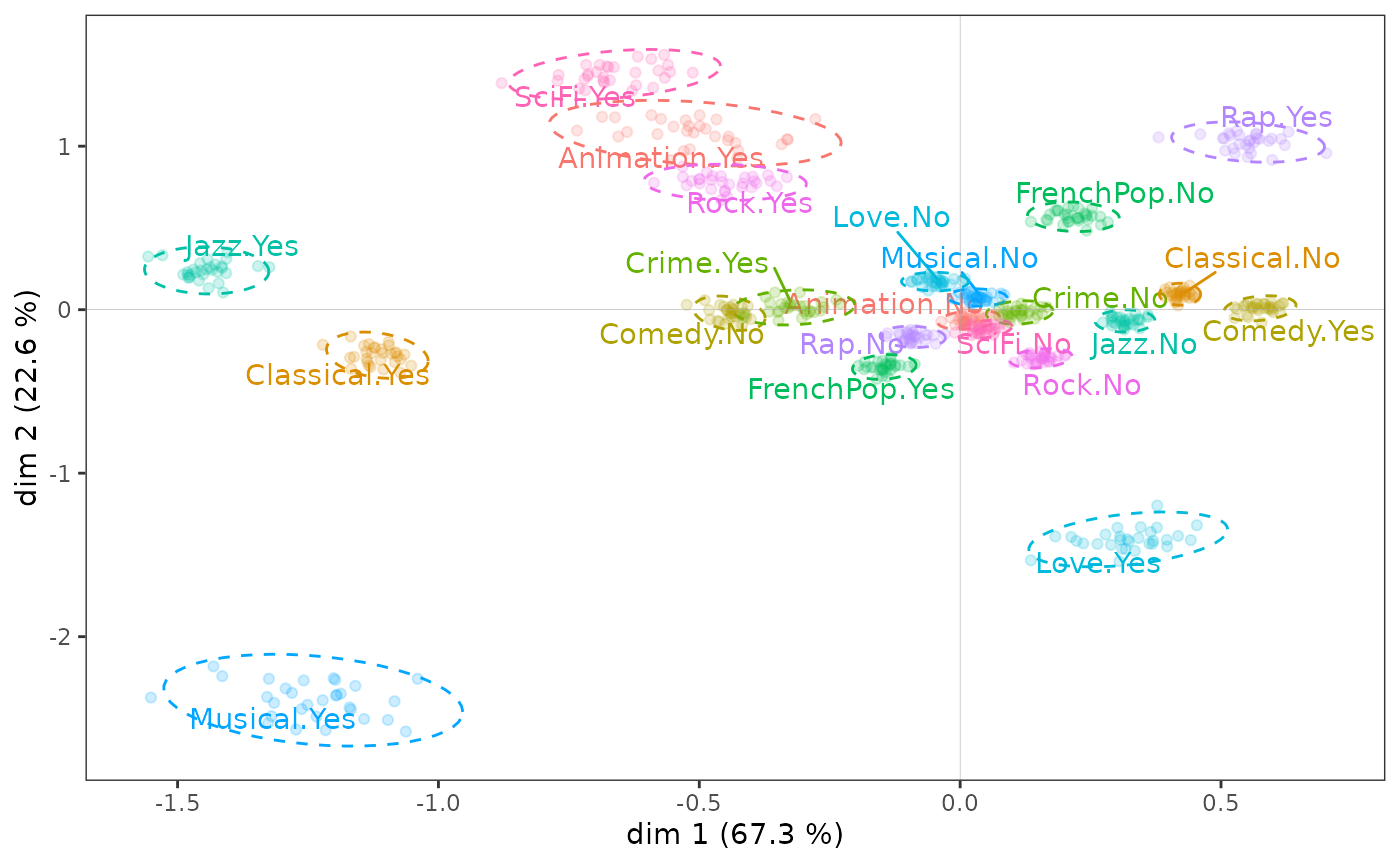 SciFi.Yes
Rap.Yes
1
Animation.Yes
FrenchPop.No
Rock.Yes
Love.No
Jazz.Yes
Musical.No
Classical.No
Crime.Yes
Crime.No
Animation.No
0
Comedy.Yes
Comedy.No
Rap.No
SciFi.No
Jazz.No
Classical.Yes
Rock.No
FrenchPop.Yes
dim 2 (22.6 %)
-1
Love.Yes
-2
Musical.Yes
-1.5
-1.0
-0.5
0.0
0.5
dim 1 (67.3 %)